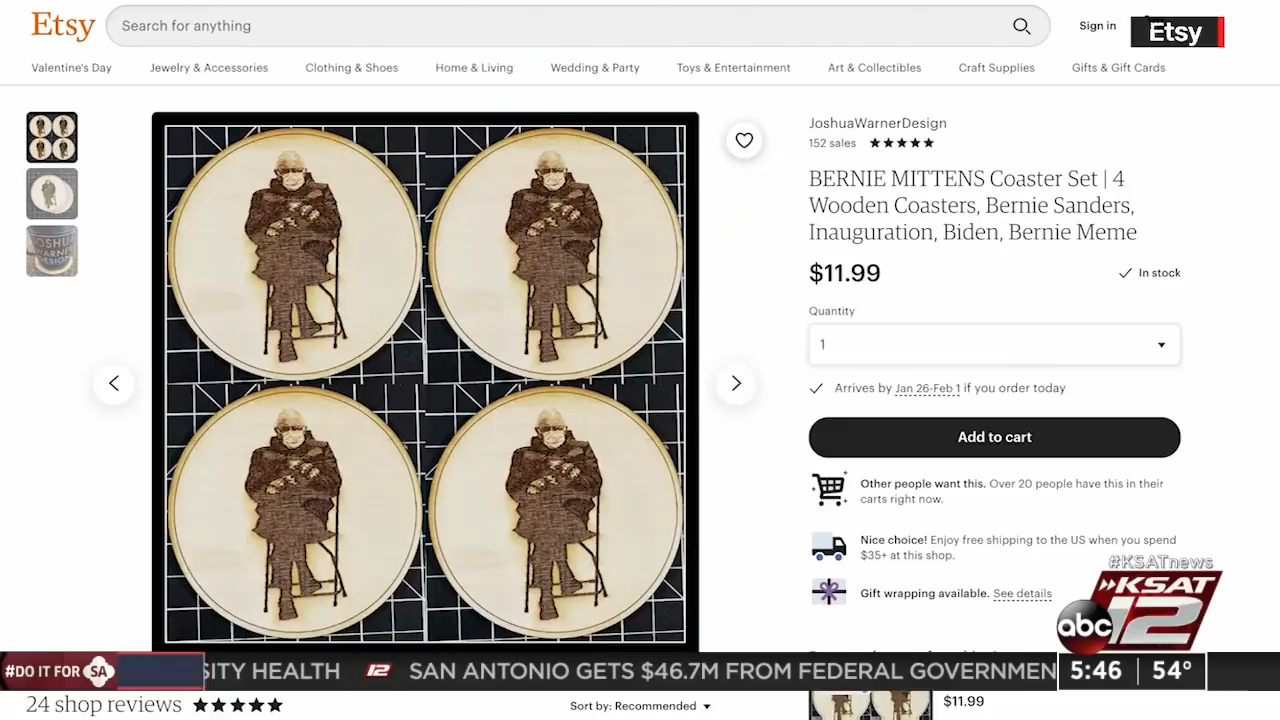 Etsy
Search for anything
Sign in
Etsy
Valentine's Day
Jewelry & Accessories
Clothing & Shoes
Home & Living
Wedding & Party
Toys & Entertainment
Art & Collectibles
Craft Supplies
Gifts & Gift Cards
JoshuaWarnerDesign
152 sales ★★★★★
BERNIE MITTENS Coaster Set | 4
Wooden Coasters, Bernie Sanders,
Inauguration, Biden, Bernie Meme
$11.99
In stock
Quantity
1
Arrives by Jan 26-Feb 1 if you order today
Add to cart
Other people want this. Over 20 people have this in their
carts right now.
Nice choice! Enjoy free shipping to the US when you spend
$35+ at this shop.
Gift wrapping available. See details
JOSHUA
WARNER
DESIGN
#KSATnews
KSAT
abc 12
#DO IT FOR SA
SITY HEALTH 12 SAN ANTONIO GETS $46.7M FROM FEDERAL GOVERNMEN
5:46 54°
24 shop reviews ★★★★★
Sort by: Recommended
$11.99